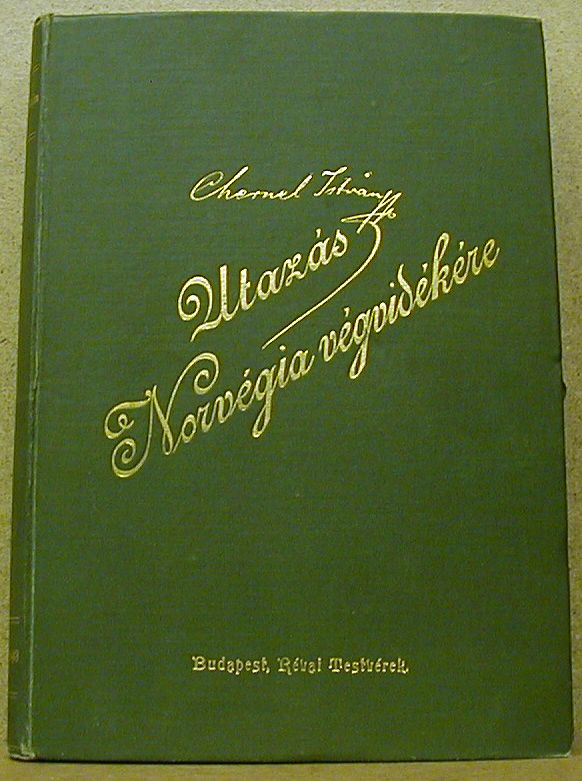 Chernel István
Utazás
Norvégia végvidékére
Budapest, Révai Testvérek.